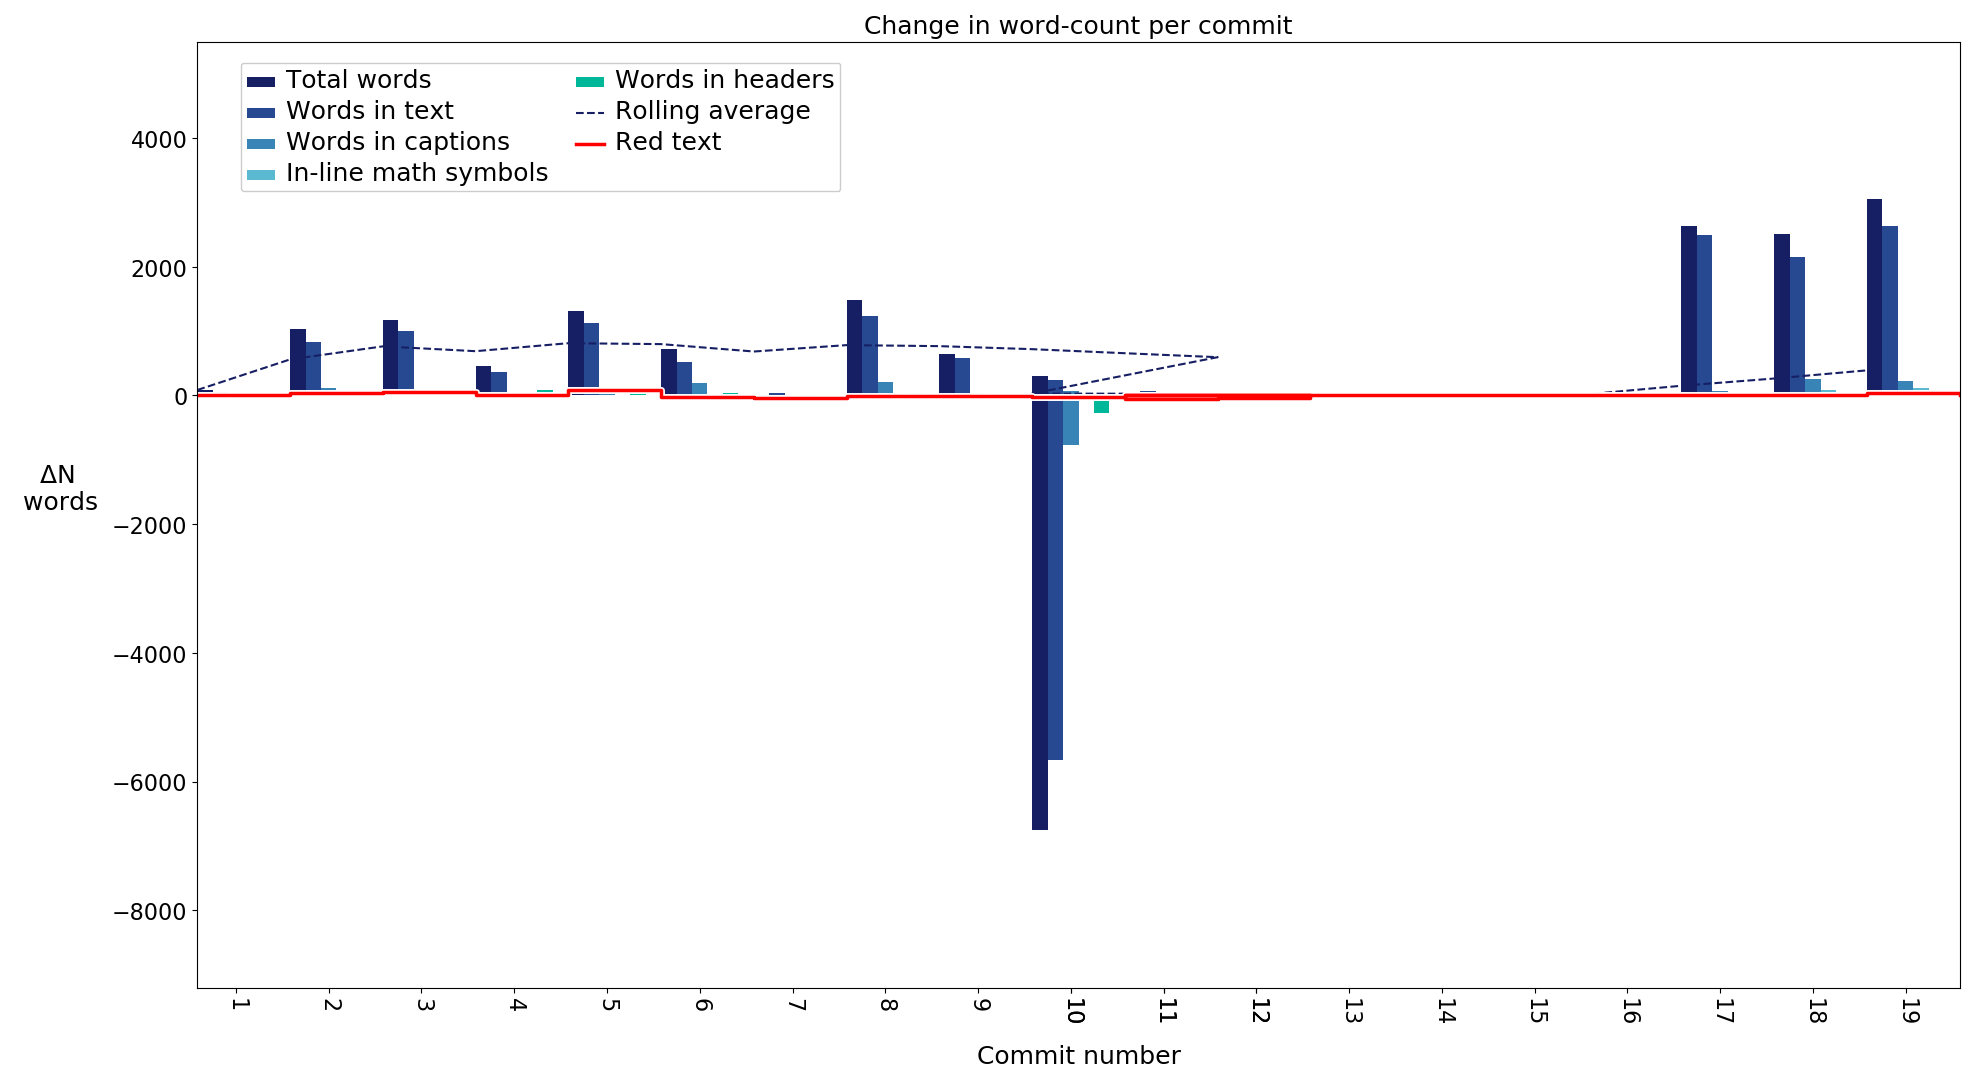 Change in word-count per commit
Total words
Words in text
Words in captions
In-line math symbols
Words in headers
Rolling average
Red text
4000
2000
0
−2000
−4000
−6000
−8000
ΔN
words
1
2
3
4
5
6
7
8
9
10
11
12
13
14
15
16
17
18
19
Commit number